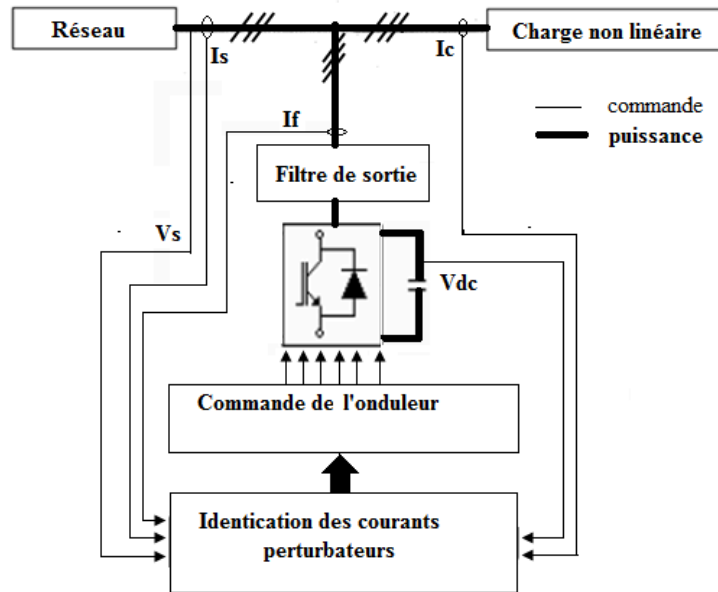 Réseau
Is
Ic
Charge non linéaire
commande
puissance
If
Filtre de sortie
Vs
Vdc
Commande de l'onduleur
Identication des courants
perturbateurs